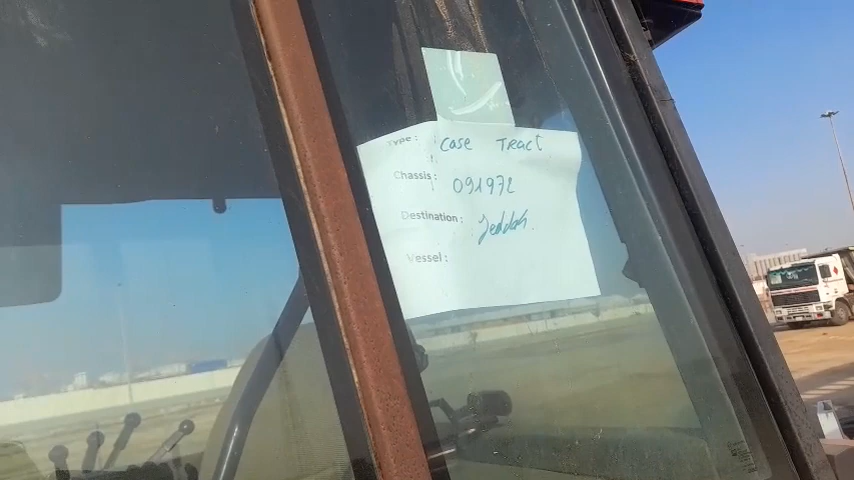 Type: Case Tract
Chassis: 091972
Destination: Jeddah.
Vessel: